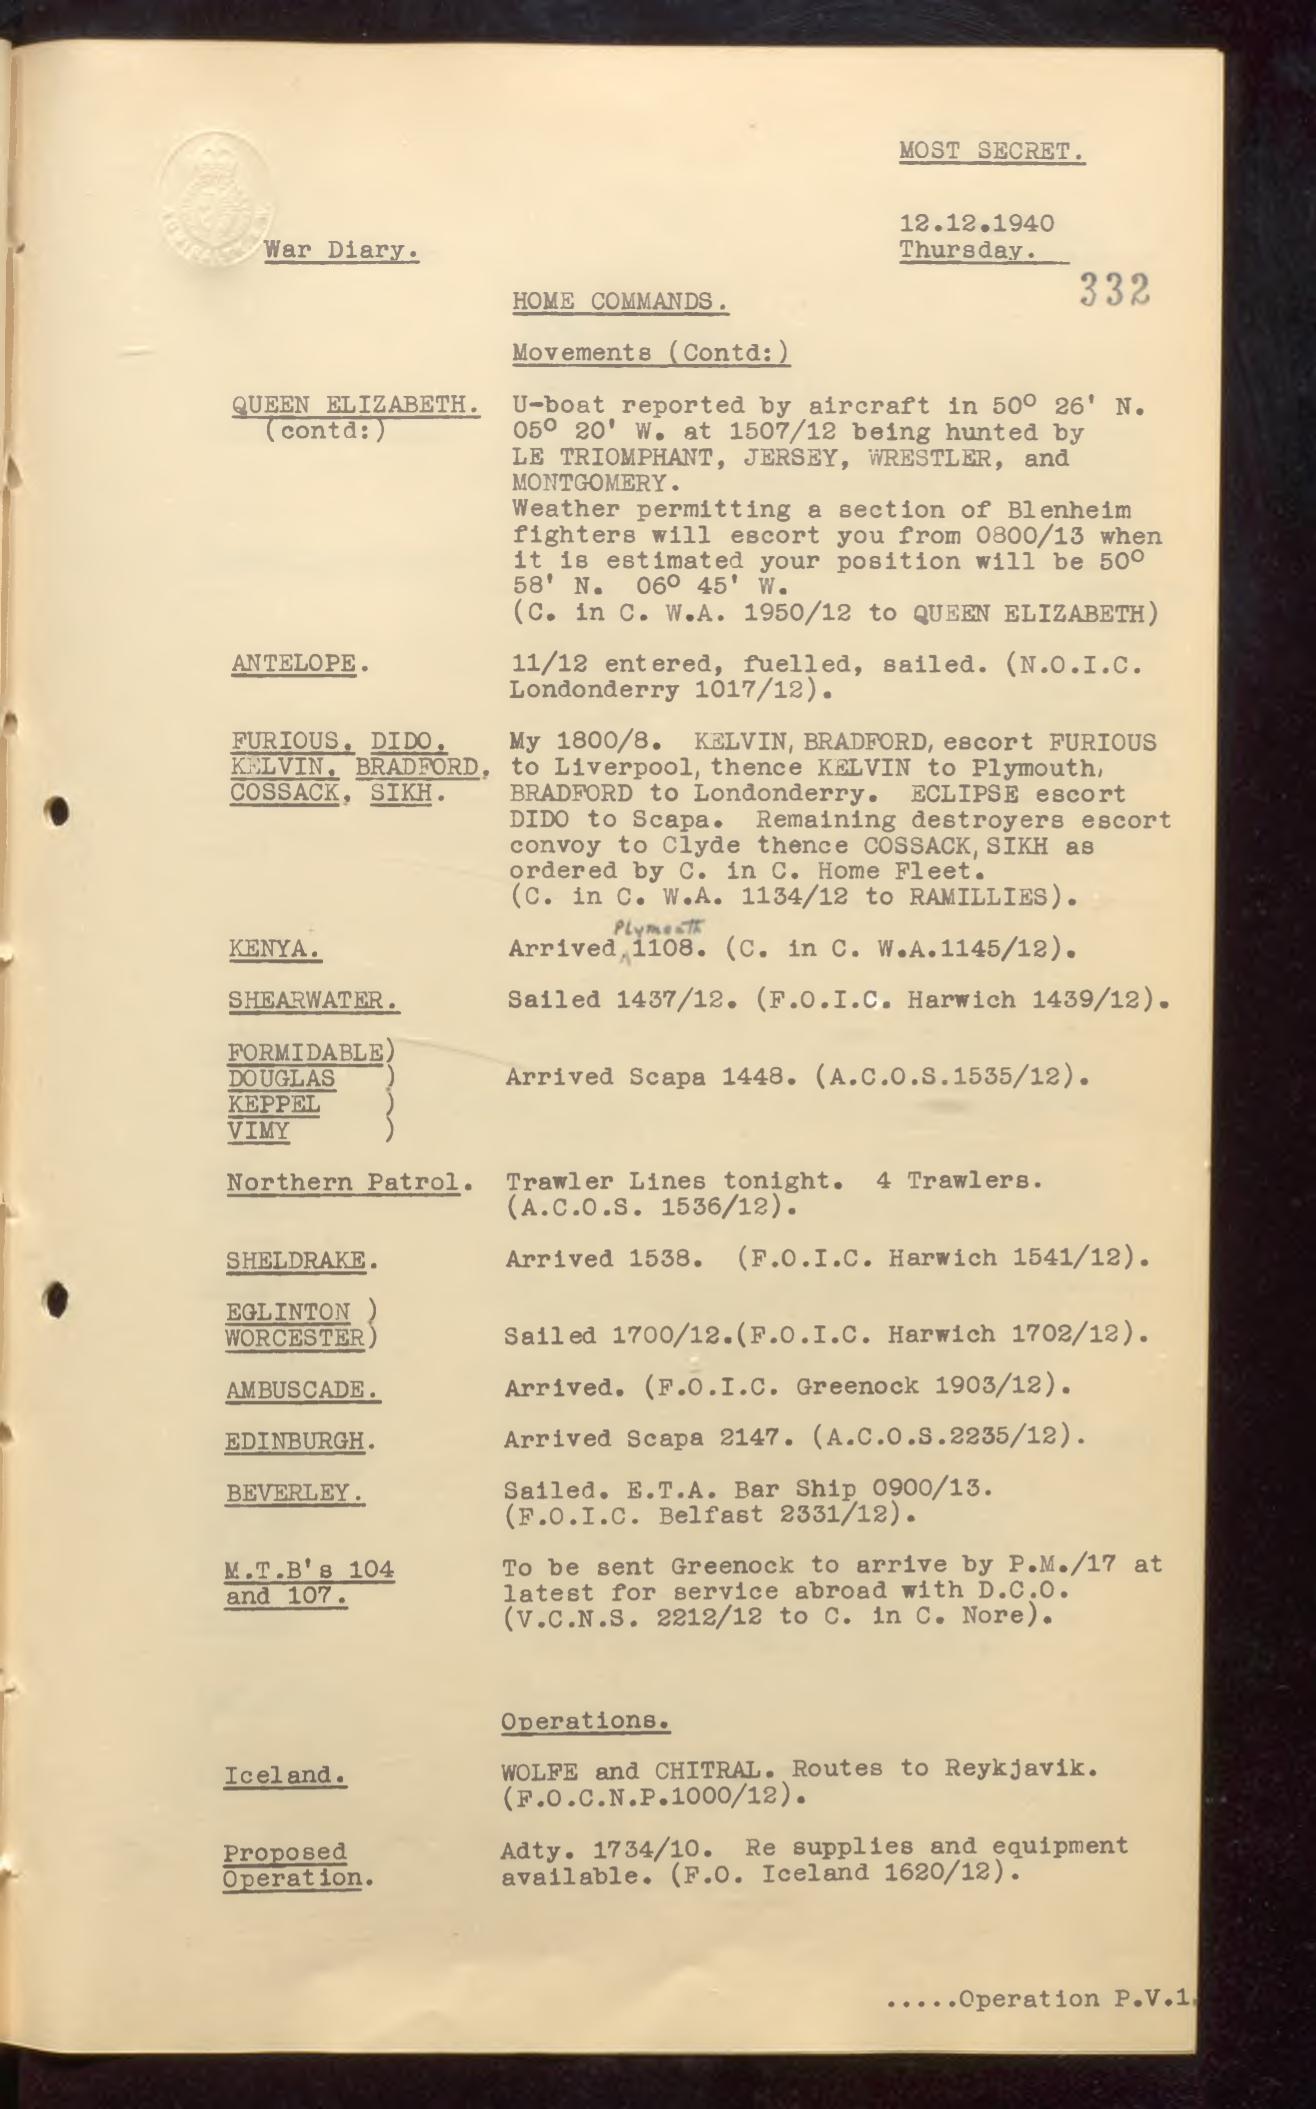 MOST SECRET.
12.12.1940
War Diary. Thursday.
332
HOME COMMANDS.
Movements (Contd:)
QUEEN ELIZABETH. U-boat reported by aircraft in 50° 26' N.
(contd:) 05° 20' W. at 1507/12 being hunted by
LE TRIOMPHANT, JERSEY, WRESTLER, and
MONTGOMERY.
Weather permitting a section of Blenheim
fighters will escort you from 0800/13 when
it is estimated your position will be 50°
58' N. 06° 45' W.
(C. in C. W.A. 1950/12 to QUEEN ELIZABETH)
ANTELOPE. 11/12 entered, fuelled, sailed. (N.O.I.C.
Londonderry 1017/12).
FURIOUS, DIDO, My 1800/8. KELVIN, BRADFORD, escort FURIOUS
KELVIN, BRADFORD, to Liverpool, thence KELVIN to Plymouth,
COSSACK, SIKH. BRADFORD to Londonderry. ECLIPSE escort
DIDO to Scapa. Remaining destroyers escort
convoy to Clyde thence COSSACK, SIKH as
ordered by C. in C. Home Fleet.
(C. in C. W.A. 1134/12 to RAMILLIES).
Plymouth
KENYA. Arrived 1108. (C. in C. W.A.1145/12).
SHEARWATER. Sailed 1437/12. (F.O.I.C. Harwich 1439/12).
FORMIDABLE)
DOUGLAS ) Arrived Scapa 1448. (A.C.O.S.1535/12).
KEPPEL )
VIMY )
Northern Patrol. Trawler Lines tonight. 4 Trawlers.
(A.C.O.S. 1536/12).
SHELDRAKE. Arrived 1538. (F.O.I.C. Harwich 1541/12).
EGLINTON )
WORCESTER) Sailed 1700/12.(F.O.I.C. Harwich 1702/12).
AMBUSCADE. Arrived. (F.O.I.C. Greenock 1903/12).
EDINBURGH. Arrived Scapa 2147. (A.C.O.S.2235/12).
BEVERLEY. Sailed. E.T.A. Bar Ship 0900/13.
(F.O.I.C. Belfast 2331/12).
M.T.B's 104 To be sent Greenock to arrive by P.M./17 at
and 107. latest for service abroad with D.C.O.
(V.C.N.S. 2212/12 to C. in C. Nore).
Operations.
Iceland. WOLFE and CHITRAL. Routes to Reykjavik.
(F.O.C.N.P.1000/12).
Proposed Adty. 1734/10. Re supplies and equipment
Operation. available. (F.O. Iceland 1620/12).
.....Operation P.V.1.